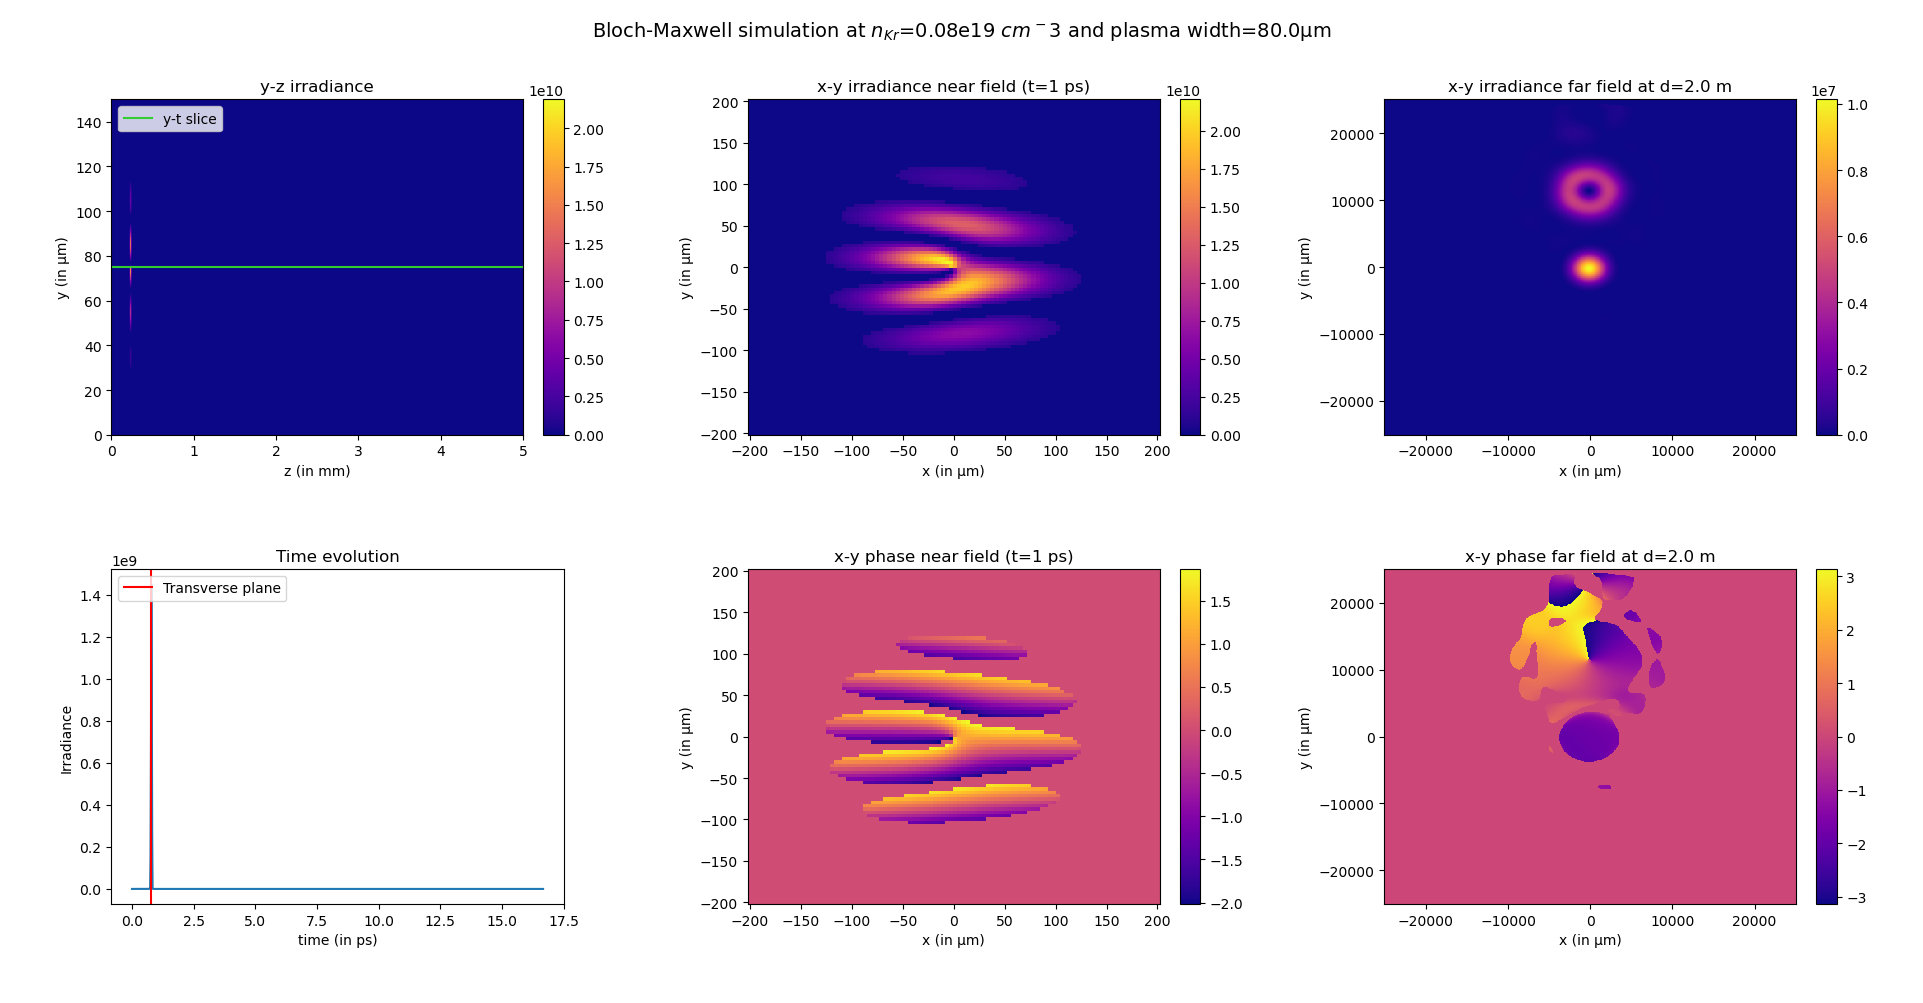 Bloch-Maxwell simulation at n_Kr=0.08e19 cm^-3 and plasma width=80.0μm
y-z irradiance
1e10
y-t slice
y (in μm)
140
120
100
80
60
40
20
0
0 1 2 3 4 5
z (in mm)
2.00
1.75
1.50
1.25
1.00
0.75
0.50
0.25
0.00
x-y irradiance near field (t=1 ps)
1e10
y (in μm)
200
150
100
50
0
−50
−100
−150
−200
−200 −150 −100 −50 0 50 100 150 200
x (in μm)
2.00
1.75
1.50
1.25
1.00
0.75
0.50
0.25
0.00
x-y irradiance far field at d=2.0 m
1e7
y (in μm)
20000
10000
0
−10000
−20000
−20000 −10000 0 10000 20000
x (in μm)
1.0
0.8
0.6
0.4
0.2
0.0
Time evolution
1e9
Transverse plane
Irradiance
1.4
1.2
1.0
0.8
0.6
0.4
0.2
0.0
0.0 2.5 5.0 7.5 10.0 12.5 15.0 17.5
time (in ps)
x-y phase near field (t=1 ps)
y (in μm)
200
150
100
50
0
−50
−100
−150
−200
−200 −150 −100 −50 0 50 100 150 200
x (in μm)
1.5
1.0
0.5
0.0
−0.5
−1.0
−1.5
−2.0
x-y phase far field at d=2.0 m
y (in μm)
20000
10000
0
−10000
−20000
−20000 −10000 0 10000 20000
x (in μm)
3
2
1
0
−1
−2
−3